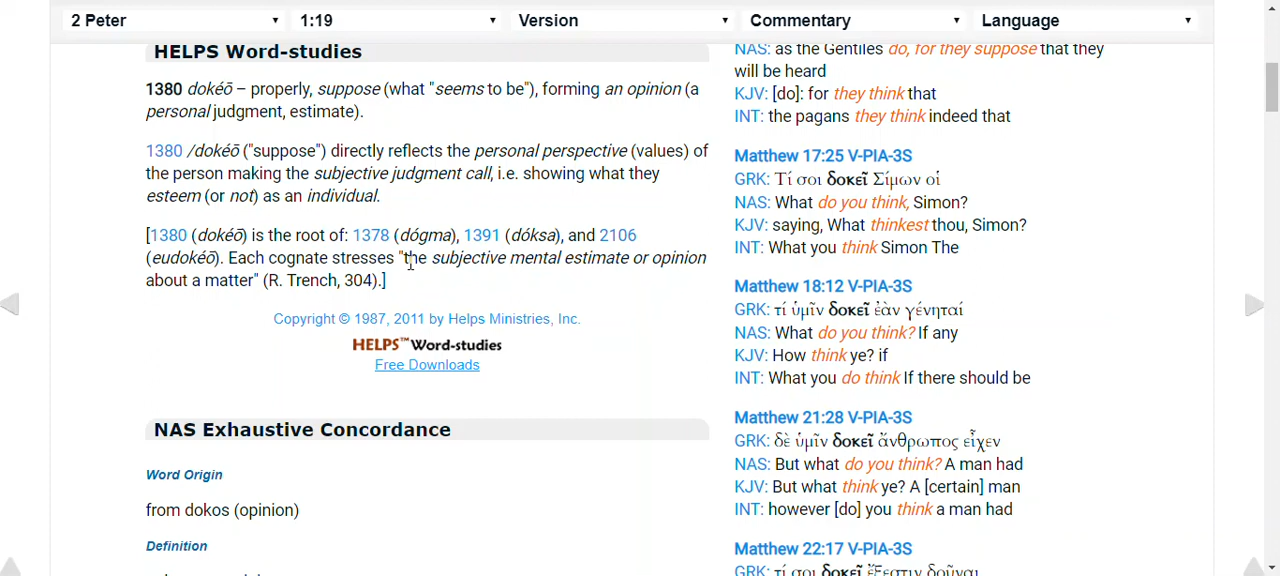 2 Peter 1:19 Version Commentary Language
HELPS Word-studies
1380 dokéō – properly, suppose (what "seems to be"), forming an opinion (a
personal judgment, estimate).
1380 /dokéō ("suppose") directly reflects the personal perspective (values) of
the person making the subjective judgment call, i.e. showing what they
esteem (or not) as an individual.
[1380 (dokéō) is the root of: 1378 (dógma), 1391 (dóksa), and 2106
(eudokéō). Each cognate stresses "the subjective mental estimate or opinion
about a matter" (R. Trench, 304).]
Copyright © 1987, 2011 by Helps Ministries, Inc.
HELPS™Word-studies
Free Downloads
NAS Exhaustive Concordance
Word Origin
from dokos (opinion)
Definition
NAS: as the Gentiles do, for they suppose that they
will be heard
KJV: [do]: for they think that
INT: the pagans they think indeed that
Matthew 17:25 V-PIA-3S
GRK: Τί σοι δοκεῖ Σίμων οἱ
NAS: What do you think, Simon?
KJV: saying, What thinkest thou, Simon?
INT: What you think Simon The
Matthew 18:12 V-PIA-3S
GRK: τί ὑμῖν δοκεῖ ἐὰν γένηταί
NAS: What do you think? If any
KJV: How think ye? if
INT: What you do think If there should be
Matthew 21:28 V-PIA-3S
GRK: δὲ ὑμῖν δοκεῖ ἄνθρωπος εἶχεν
NAS: But what do you think? A man had
KJV: But what think ye? A [certain] man
INT: however [do] you think a man had
Matthew 22:17 V-PIA-3S
GRK: τί σοι δοκεῖ ἔξεστιν δοῦναι